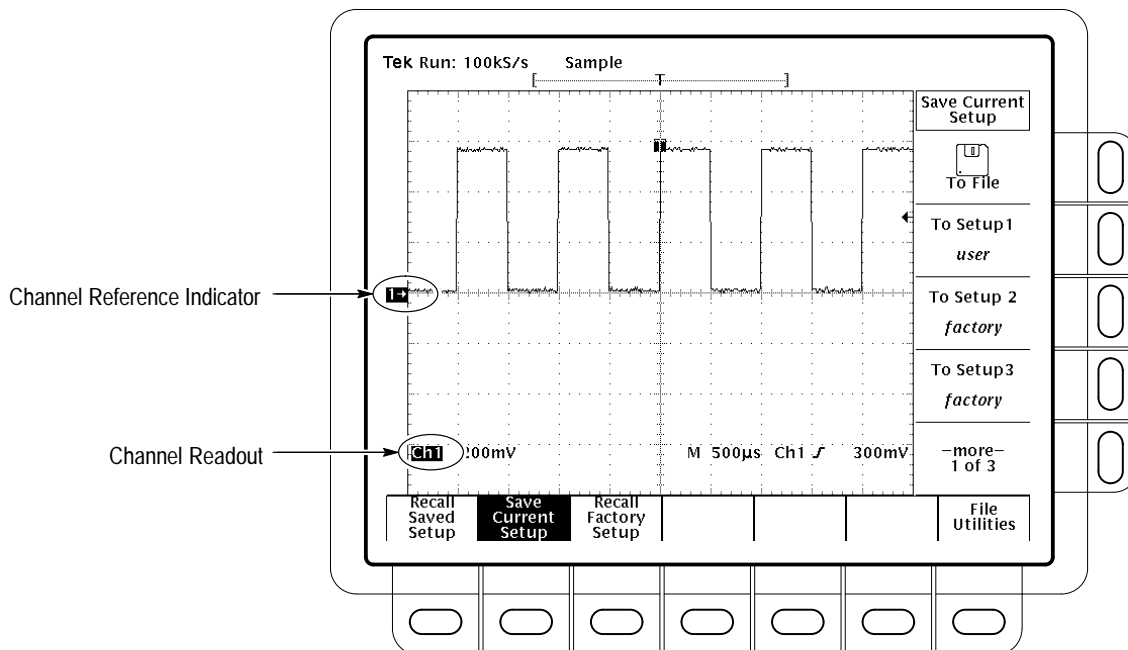 Tek Run: 100kS/s Sample
T
Save Current
Setup
To File
To Setup1
user
To Setup 2
factory
To Setup3
factory
-more-
1 of 3
T
Channel Reference Indicator
1→
Channel Readout
Ch1 00mV M 500µs Ch1 300mV
Recall
Saved
Setup
Save
Current
Setup
Recall
Factory
Setup
File
Utilities